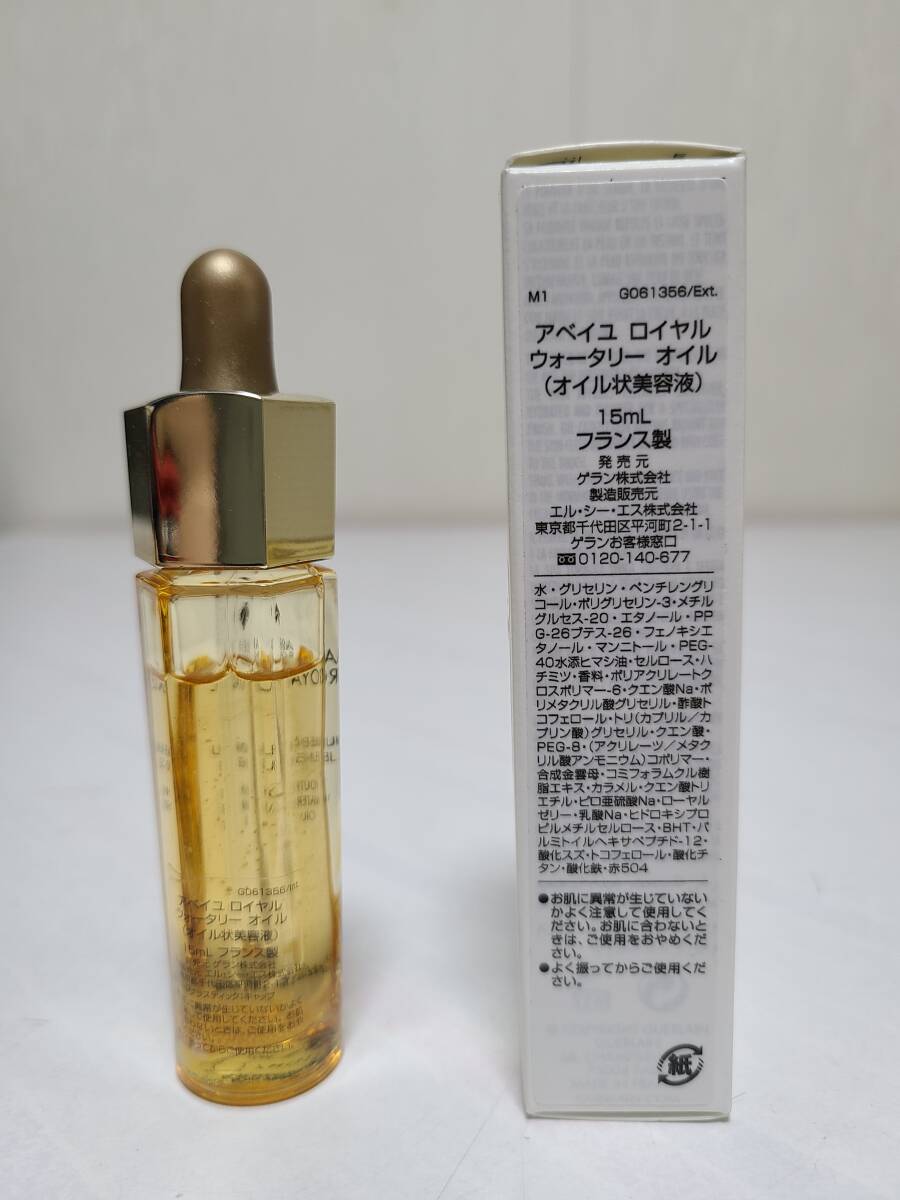 M1 G061356/Ext.
アベイユ ロイヤル
ウォータリー オイル
(オイル状美容液)
15mL
フランス製
発売元
ゲラン株式会社
製造販売元
エル・シー・エス株式会社
東京都千代田区平河町2-1-1
ゲランお客様窓口
0120-140-677
水・グリセリン・ペンチレングリ
コール・ポリグリセリン-3・メチル
グルセス-20・エタノール・PP
G-26ブテス-26・フェノキシエ
タノール・マンニトール・PEG-
40水添ヒマシ油・セルロース・ハ
チミツ・香料・ポリアクリレートク
ロスポリマー-6・クエン酸Na・ポ
リメタクリル酸グリセリル・酢酸ト
コフェロール・トリ(カプリル/カ
プリン酸)グリセリル・クエン酸・
PEG-8・(アクリレーツ/メタク
リル酸アンモニウム)コポリマー・
合成金雲母・コミフォラムクル樹
脂エキス・カラメル・クエン酸トリ
エチル・ピロ亜硫酸Na・ローヤル
ゼリー・乳酸Na・ヒドロキシプロ
ピルメチルセルロース・BHT・パ
ルミトイルヘキサペプチド-12・
酸化スズ・トコフェロール・酸化チ
タン・酸化鉄・赤504
●お肌に異常が生じていない
かよく注意して使用してくだ
ださい。お肌に合わないと
きは、ご使用をおやめくだ
さい。
●よく振ってからご使用くだ
さい。
紙
G061356/Int.
アベイユ ロイヤル
ウォータリー オイル
(オイル状美容液)
15mL フランス製
発売元 ゲラン株式会社